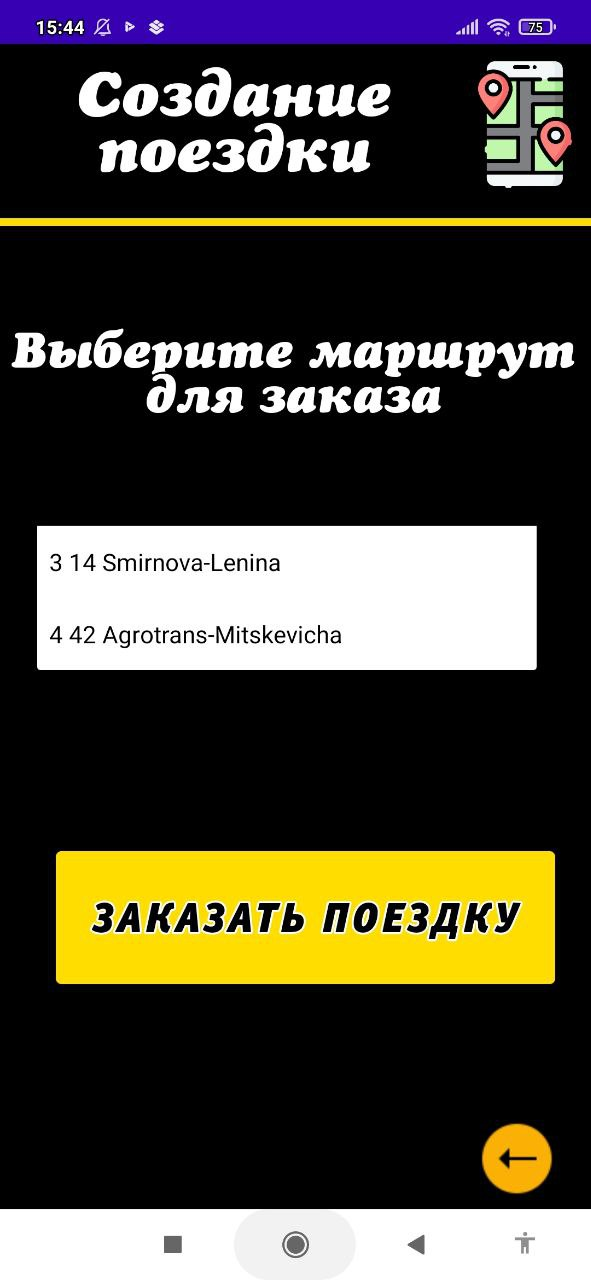 15:44
75
Создание
поездки
Выберите маршрут
для заказа
3 14 Smirnova-Lenina
4 42 Agrotrans-Mitskevicha
ЗАКАЗАТЬ ПОЕЗДКУ